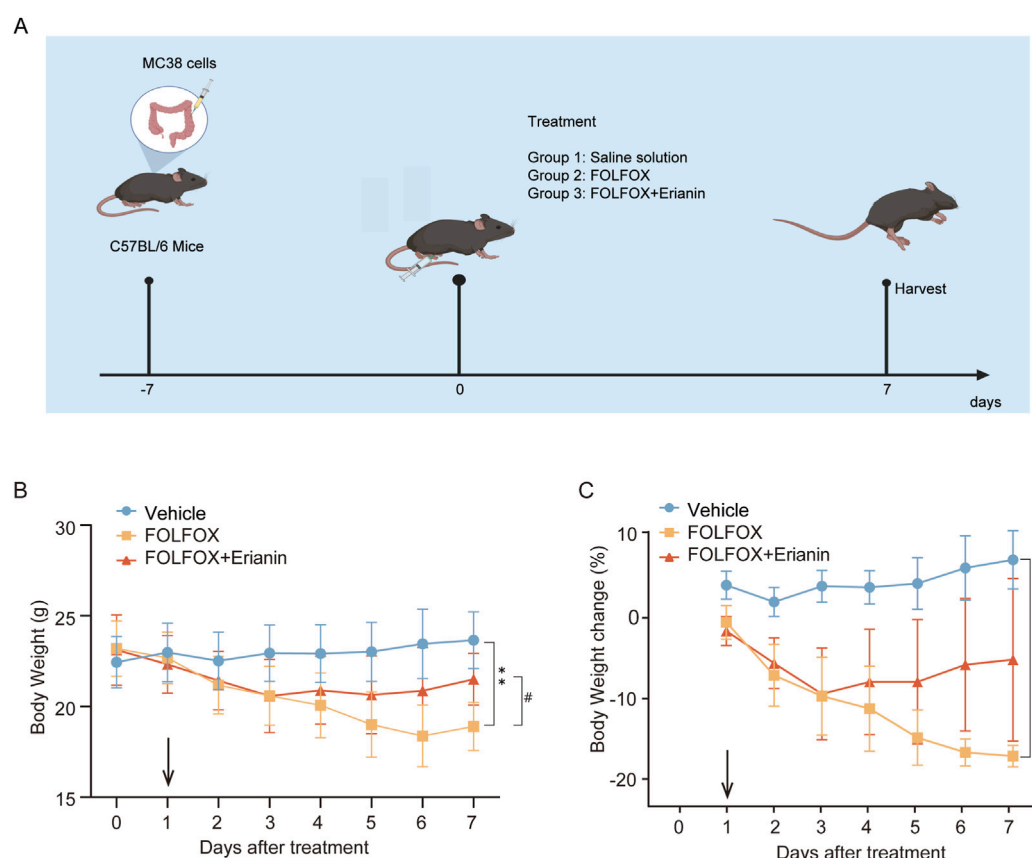 A
MC38 cells
C57BL/6 Mice
Treatment
Group 1: Saline solution
Group 2: FOLFOX
Group 3: FOLFOX+Erianin
Harvest
-7
0
7
days
B
Vehicle
FOLFOX
FOLFOX+Erianin
Body Weight (g)
30
25
20
15
**
#
0 1 2 3 4 5 6 7
Days after treatment
C
Vehicle
FOLFOX
FOLFOX+Erianin
Body Weight change (%)
10
0
-10
-20
0 1 2 3 4 5 6 7
Days after treatment